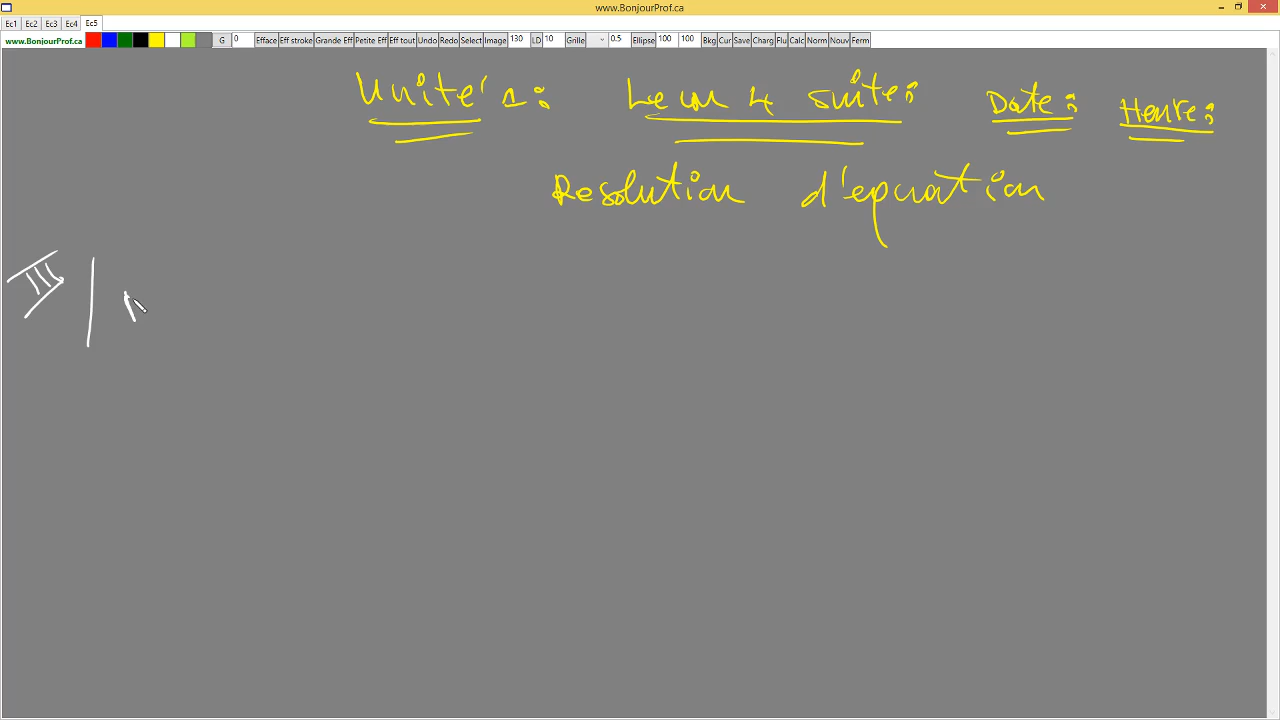 www.BonjourProf.ca
Ec1 Ec2 Ec3 Ec4 Ec5
www.BonjourProf.ca G 0 Efface Eff stroke Grande Eff Petite Eff Eff tout Undo Redo Select Image 130 LD 10 Grille 0.5 Ellipse 100 100 Bkg Cur Save Charg Flu Calc Norm Nouv Ferm
Unité 1: 4 suite: Date: Heure:
Resolution d'equation
III